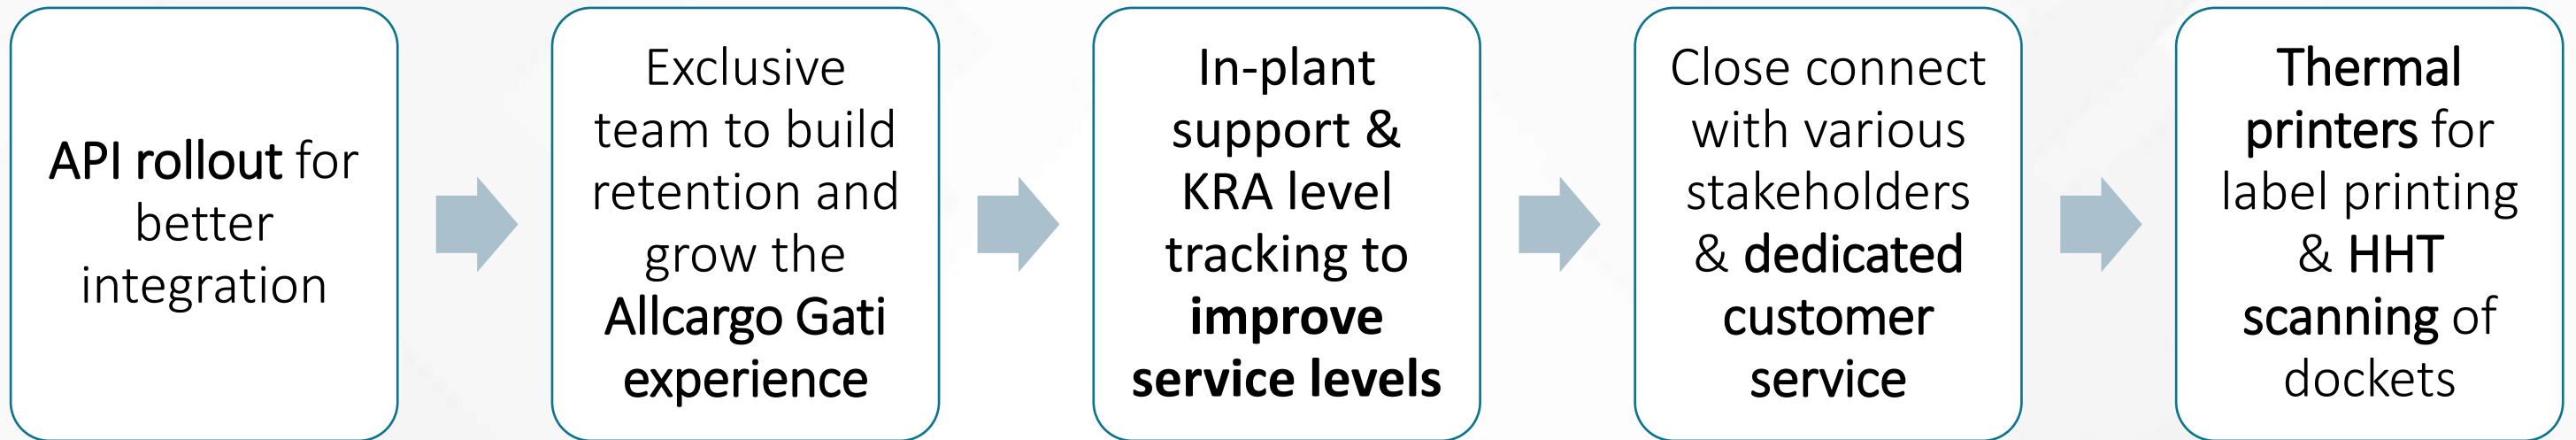 API rollout for
better
integration
Exclusive
team to build
retention and
grow the
Allcargo Gati
experience
In-plant
support &
KRA level
tracking to
improve
service levels
Close connect
with various
stakeholders
& dedicated
customer
service
Thermal
printers for
label printing
& HHT
scanning of
dockets